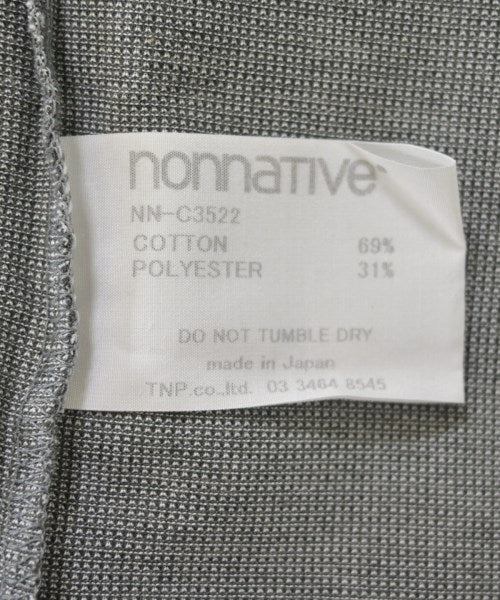 nonnative
NN-C3522
COTTON 69%
POLYESTER 31%
DO NOT TUMBLE DRY
made in Japan
TNP.co.,ltd. 03 3464 8545